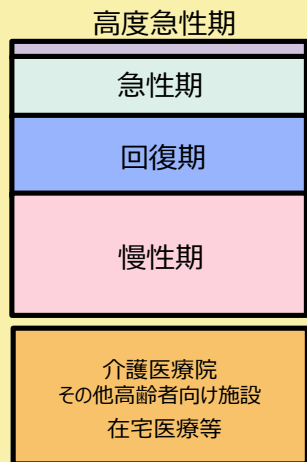 高度急性期
急性期
回復期
慢性期
介護医療院
その他高齢者向け施設
在宅医療等